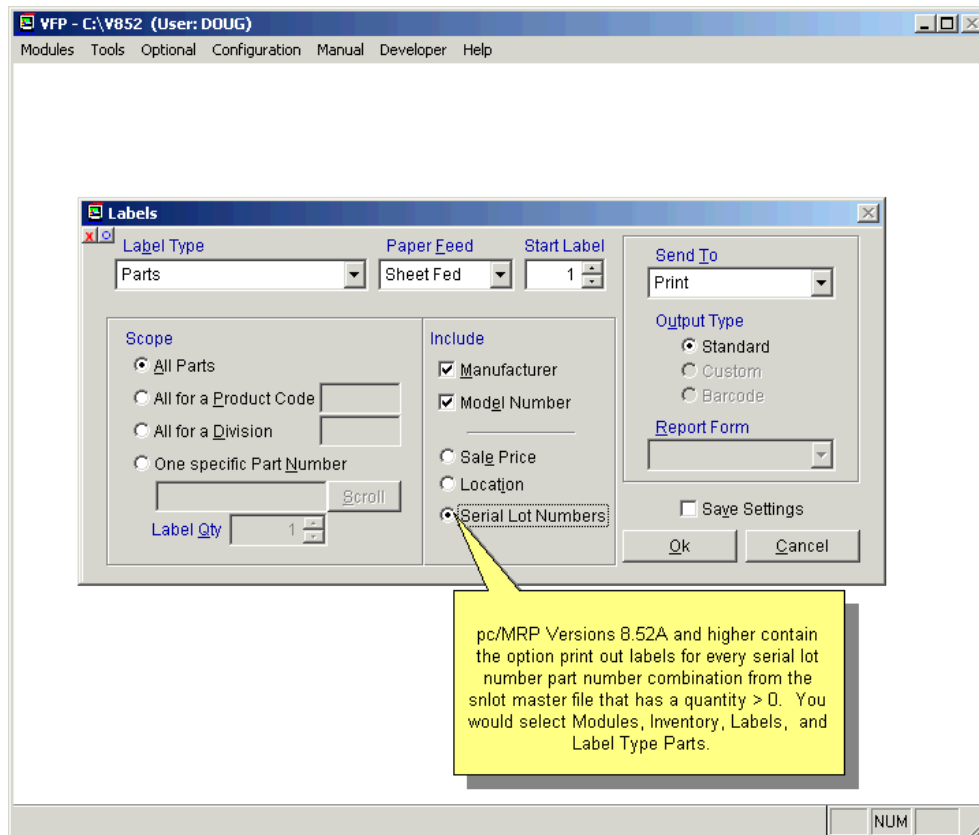 VFP - C:\V852 (User: DOUG)
Modules Tools Optional Configuration Manual Developer Help
Labels
Label Type
Parts
Paper Feed
Sheet Fed
Start Label
1
Scope
All Parts
All for a Product Code
All for a Division
One specific Part Number
Scroll
Label Qty
1
Include
Manufacturer
Model Number
Sale Price
Location
Serial Lot Numbers
Send To
Print
Output Type
Standard
Custom
Barcode
Report Form
Save Settings
Ok
Cancel
pc/MRP Versions 8.52A and higher contain
the option print out labels for every serial lot
number part number combination from the
snlot master file that has a quantity > 0. You
would select Modules, Inventory, Labels, and
Label Type Parts.
NUM